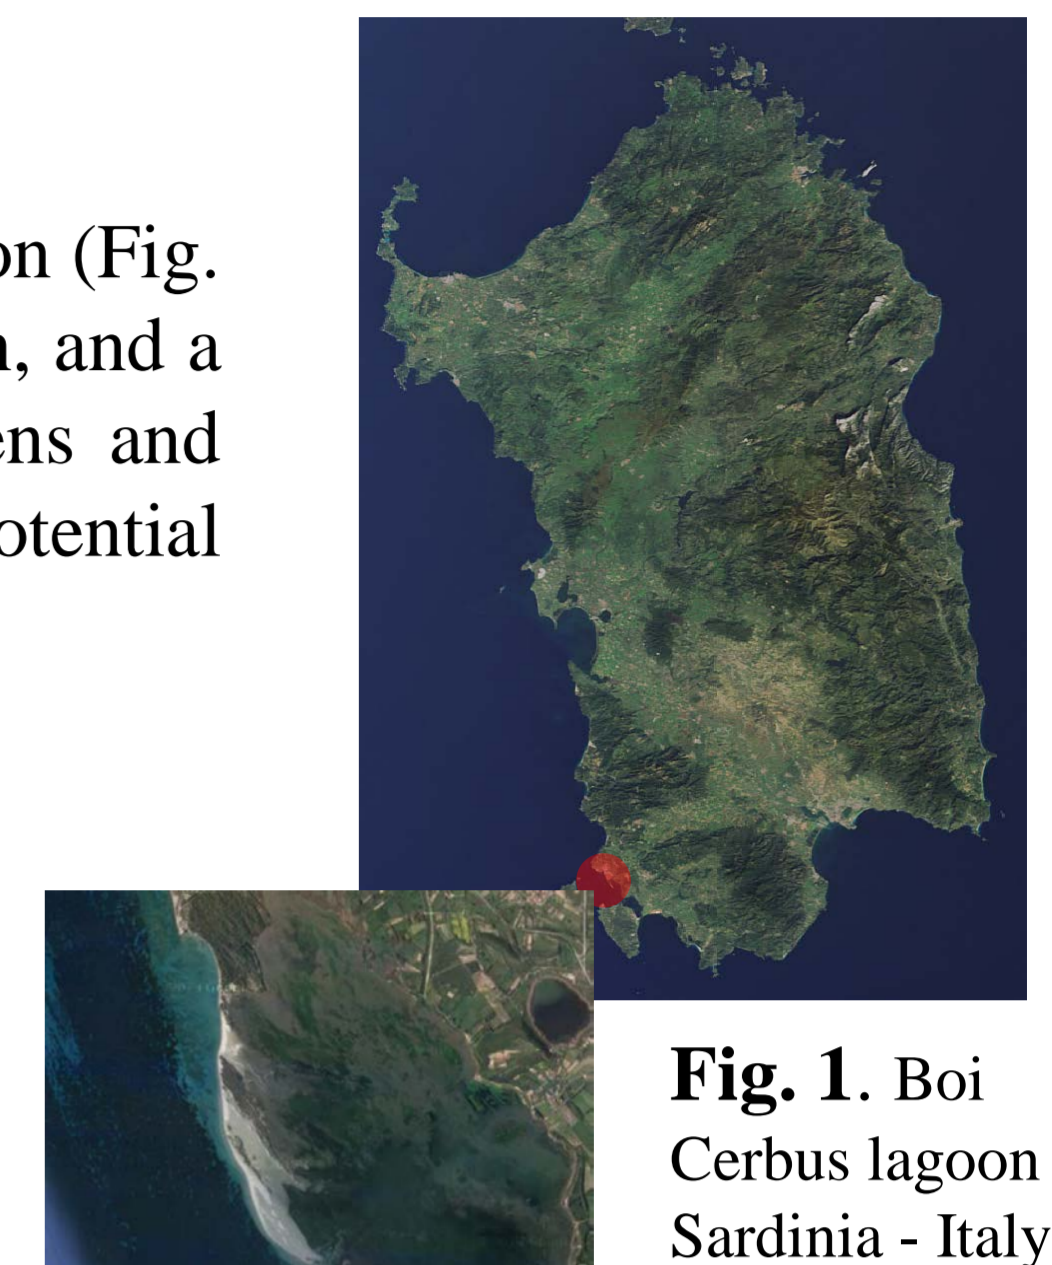 on (Fig.
, and a
ens and
otential
Fig. 1. Boi
Cerbus lagoon
Sardinia - Italy